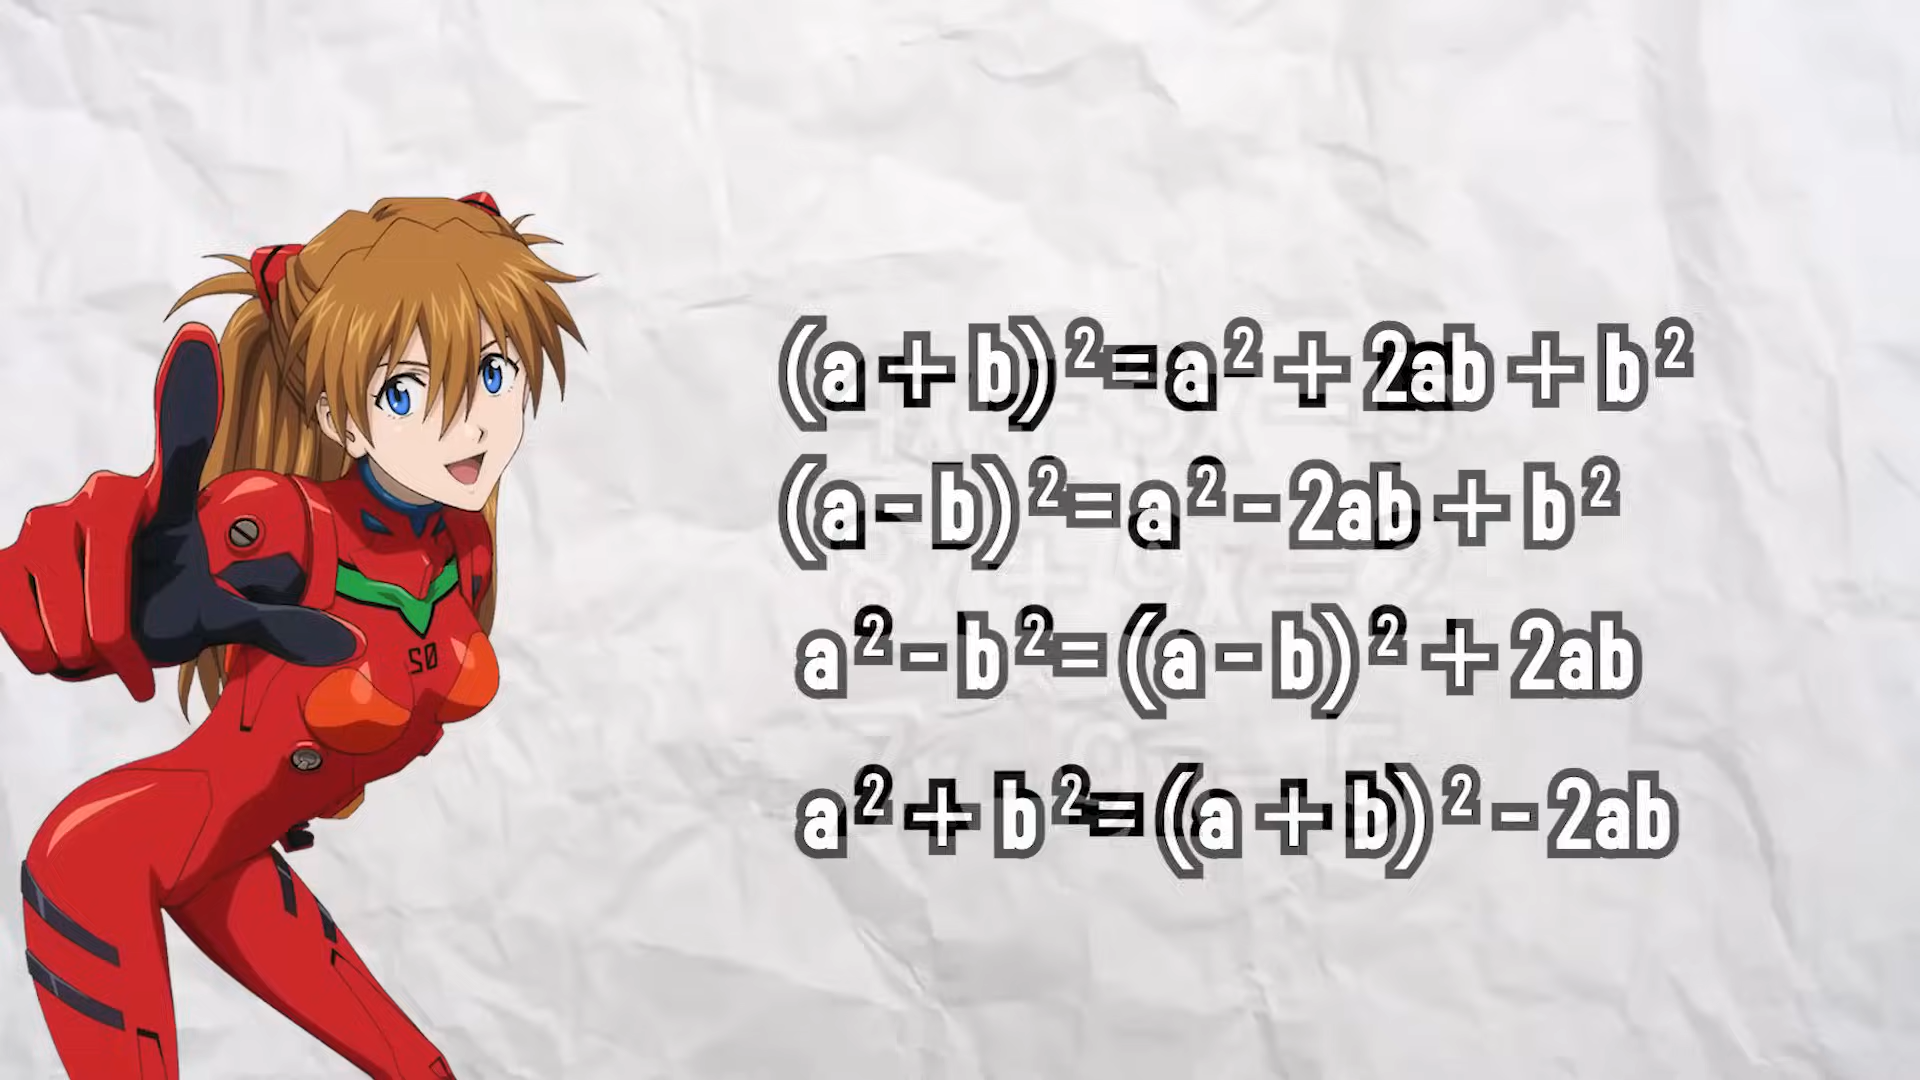 (a + b)²=a² + 2ab + b²
(a - b)²=a² - 2ab + b²
a² - b²=(a - b)² + 2ab
a² + b²=(a + b)² - 2ab